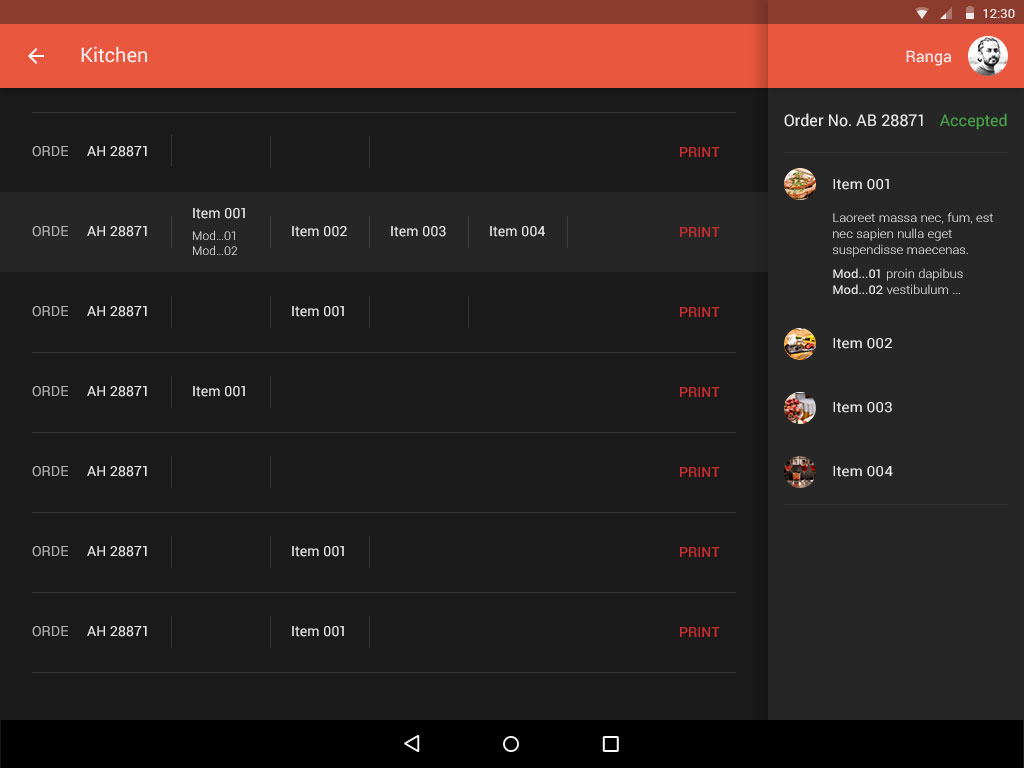 12:30
Kitchen
Ranga
ORDE AH 28871 PRINT
ORDE AH 28871 Item 001 Item 002 Item 003 Item 004 PRINT
Mod...01
Mod...02
ORDE AH 28871 Item 001 PRINT
ORDE AH 28871 Item 001 PRINT
ORDE AH 28871 PRINT
ORDE AH 28871 Item 001 PRINT
ORDE AH 28871 Item 001 PRINT
Order No. AB 28871 Accepted
Item 001
Laoreet massa nec, fum, est
nec sapien nulla eget
suspendisse maecenas.
Mod...01 proin dapibus
Mod...02 vestibulum ...
Item 002
Item 003
Item 004